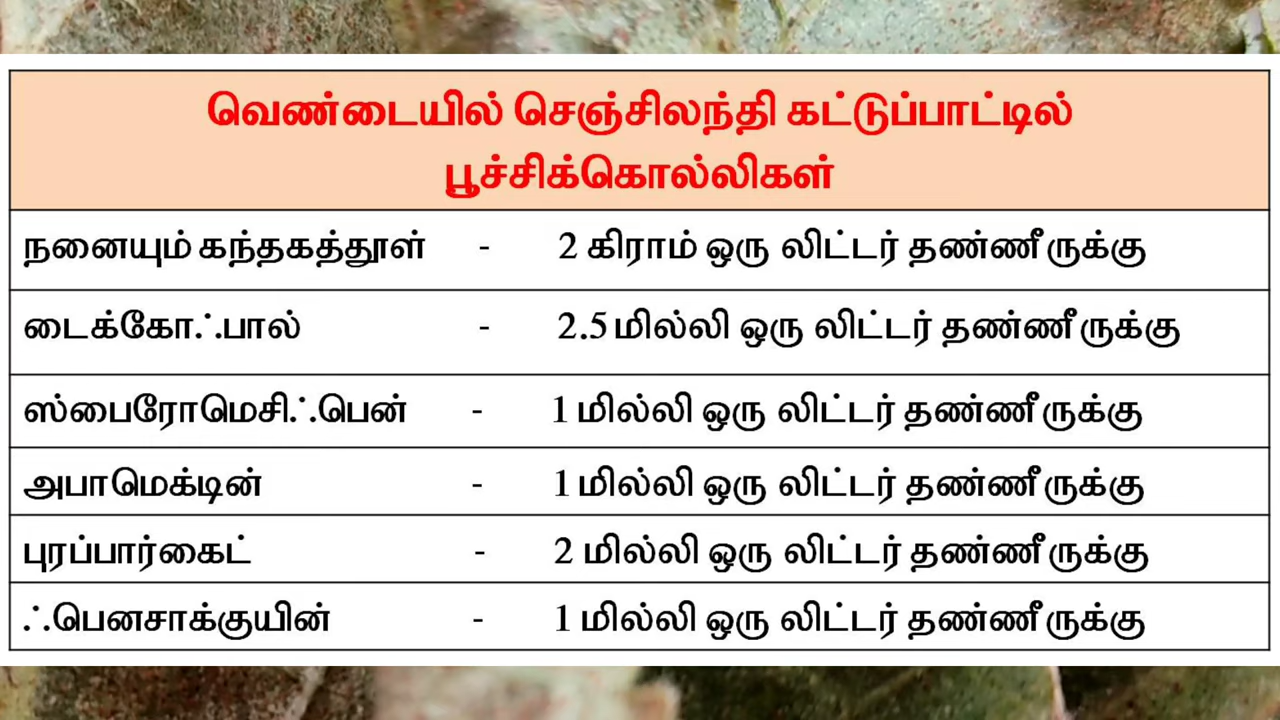 வெண்டையில் செஞ்சிலந்தி கட்டுப்பாட்டில்
பூச்சிக்கொல்லிகள்
நனையும் கந்தகத்தூள் - 2 கிராம் ஒரு லிட்டர் தண்ணீருக்கு
டைக்கோஃபால் - 2.5 மில்லி ஒரு லிட்டர் தண்ணீருக்கு
ஸ்பைரோமெசிஃபென் - 1 மில்லி ஒரு லிட்டர் தண்ணீருக்கு
அபாமெக்டின் - 1 மில்லி ஒரு லிட்டர் தண்ணீருக்கு
புரப்பார்கைட் - 2 மில்லி ஒரு லிட்டர் தண்ணீருக்கு
ஃபெனசாக்குயின் - 1 மில்லி ஒரு லிட்டர் தண்ணீருக்கு